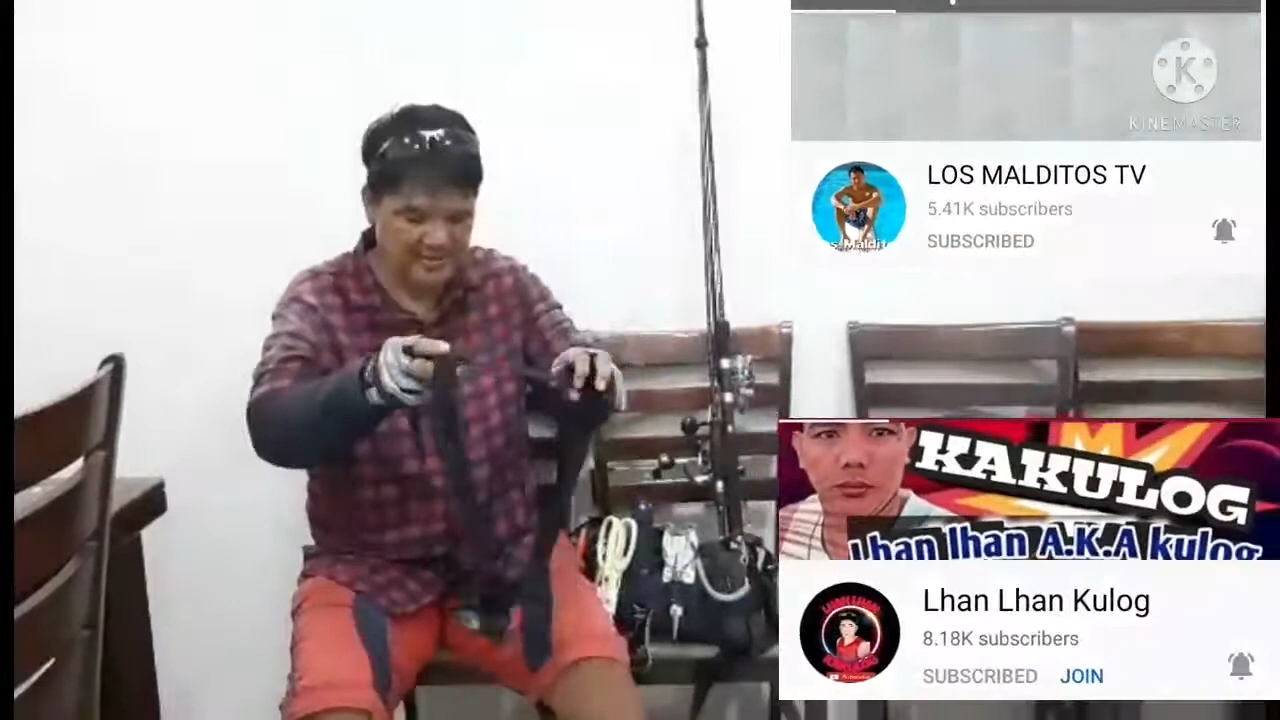 KINEMASTER
LOS MALDITOS TV
5.41K subscribers
SUBSCRIBED
KAKULOG
Lhan lhan A.K.A kulog
Lhan Lhan Kulog
8.18K subscribers
SUBSCRIBED JOIN